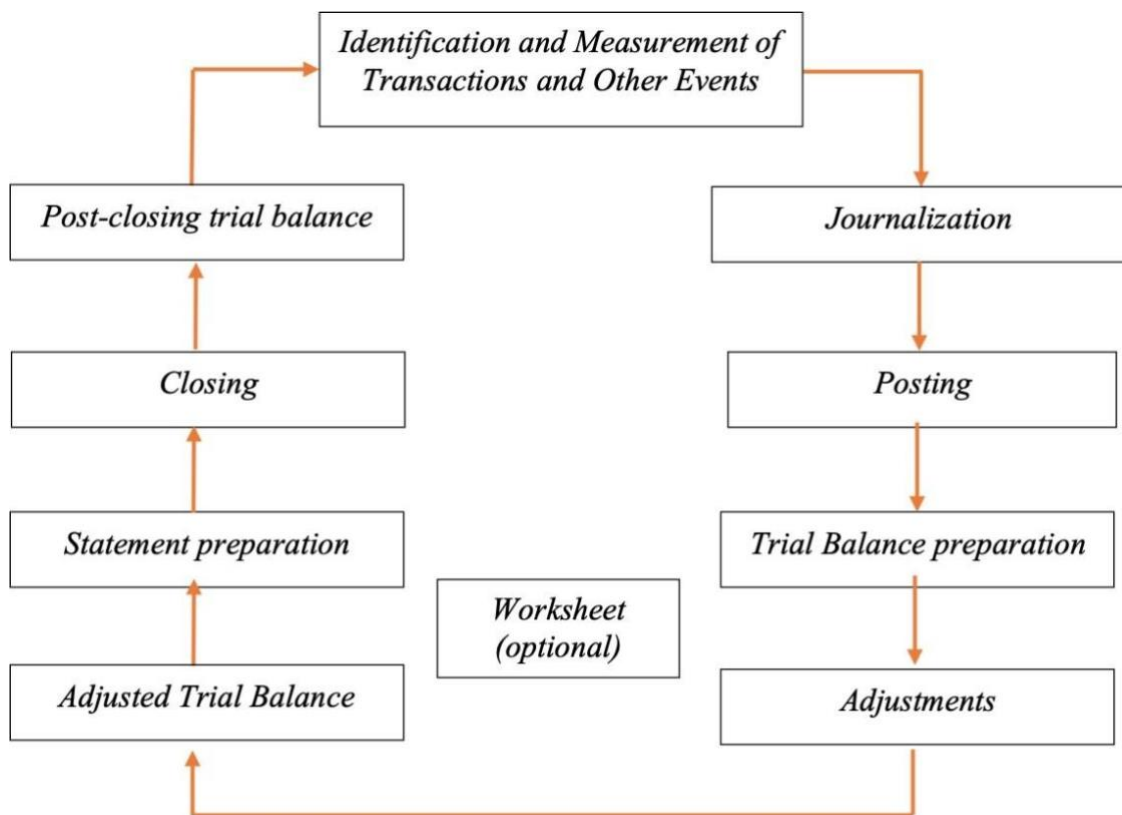 Identification and Measurement of
Transactions and Other Events
Post-closing trial balance
Journalization
Closing
Posting
Statement preparation
Trial Balance preparation
Worksheet
(optional)
Adjusted Trial Balance
Adjustments